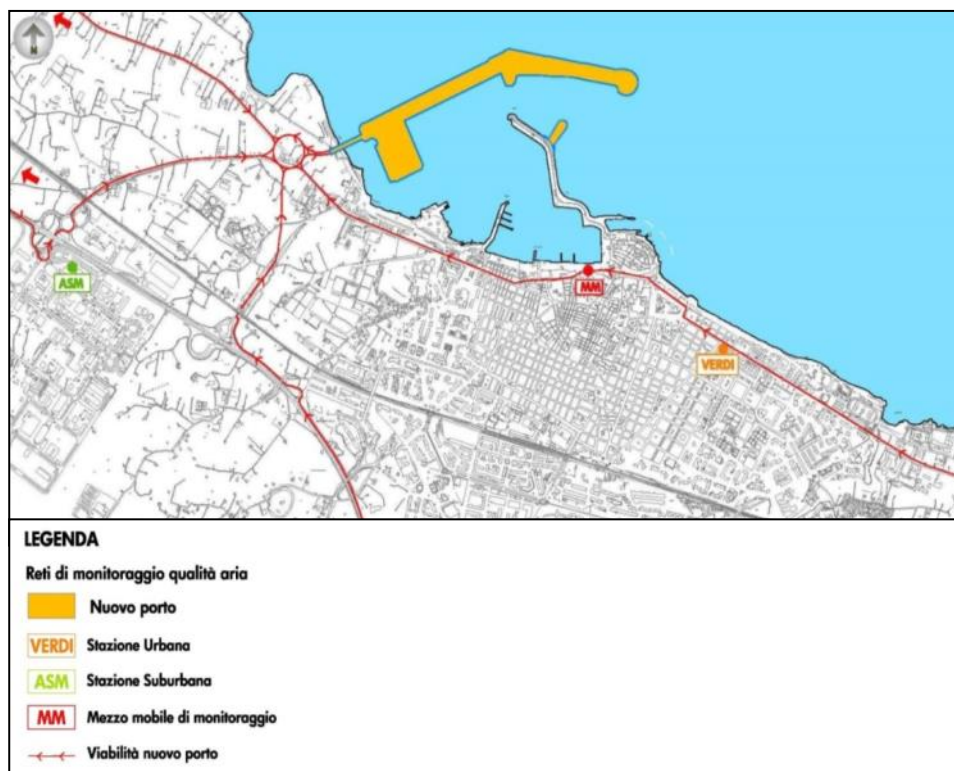 N
ASM
MM
VERDI
LEGENDA
Reti di monitoraggio qualità aria
Nuovo porto
VERDI Stazione Urbana
ASM Stazione Suburbana
MM Mezzo mobile di monitoraggio
Viabilità nuovo porto